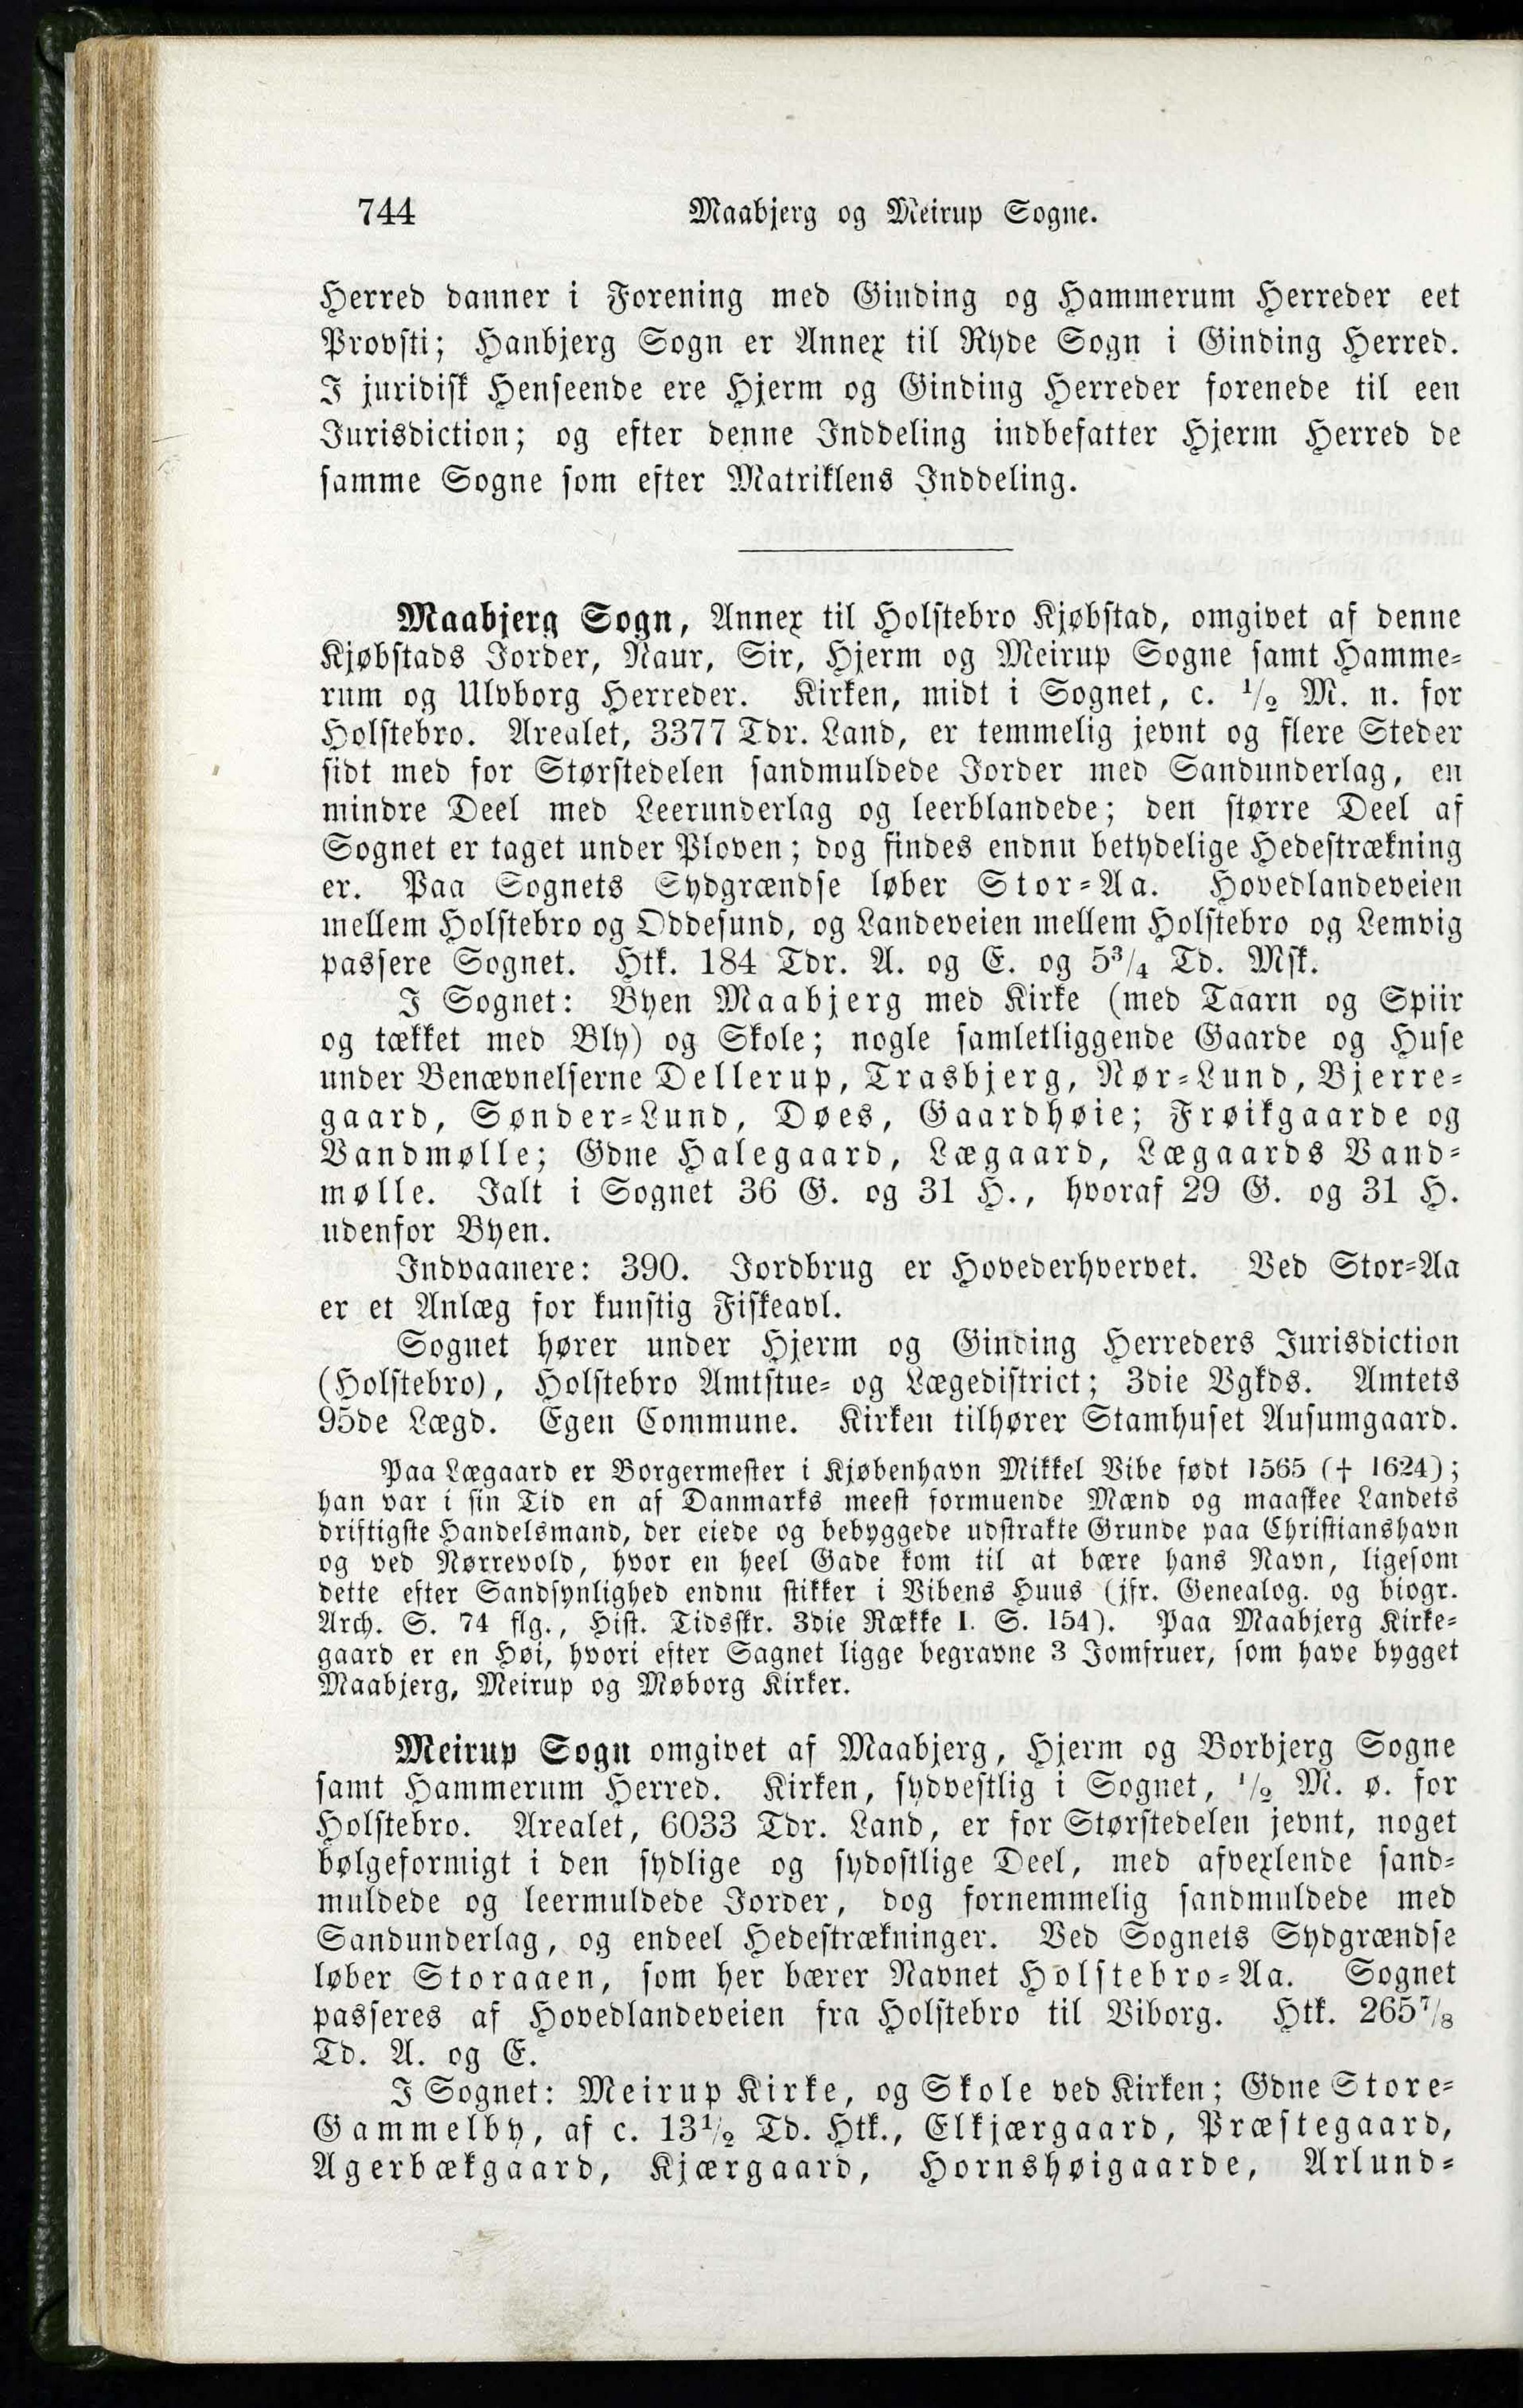 744 Maabjerg og Meirup Sogne.
Herred danner i Forening med Ginding og Hammerum Herreder eet
Provsti; Hanbjerg Sogn er Annex til Ryde Sogn i Ginding Herred.
I juridisk Henseende ere Hjerm og Ginding Herreder forenede til een
Jurisdiction; og efter denne Inddeling indbefatter Hjerm Herred de
samme Sogne som efter Matriklens Inddeling.
Maabjerg Sogn, Annex til Holstebro Kjøbstad, omgivet af denne
Kjøbstads Jorder, Naur, Sir, Hjerm og Meirup Sogne samt Hamme-
rum og Ulvborg Herreder. Kirken, midt i Sognet, c. 1/2 M. n. for
Holstebro. Arealet, 3377 Tdr. Land, er temmelig jevnt og flere Steder
sidt med for Størstedelen sandmuldede Jorder med Sandunderlag, en
mindre Deel med Leerunderlag og leerblandede; den større Deel af
Sognet er taget under Ploven; dog findes endnu betydelige Hedestrækning
er. Paa Sognets Sydgrændse løber Stor-Aa. Hovedlandeveien
mellem Holstebro og Oddesund, og Landeveien mellem Holstebro og Lemvig
passere Sognet. Htk. 184 Tdr. A. og E. og 5 3/4 Td. Msk.
I Sognet: Byen Maabjerg med Kirke (med Taarn og Spiir
og tækket med Bly) og Skole; nogle samletliggende Gaarde og Huse
under Benævnelserne Dellerup, Trasbjerg, Nør-Lund, Bjerre-
gaard, Sønder-Lund, Døes, Gaardhøie; Frøikgaarde og
Vandmølle; Gdne Halegaard, Lægaard, Lægaards Vand-
mølle. Ialt i Sognet 36 G. og 31 H., hvoraf 29 G. og 31 H.
udenfor Byen.
Indvaanere: 390. Jordbrug er Hovederhvervet. Ved Stor-Aa
er et Anlæg for kunstig Fiskeavl.
Sognet hører under Hjerm og Ginding Herreders Jurisdiction
(Holstebro), Holstebro Amtstue- og Lægedistrict; 3die Vgkds. Amtets
95de Lægd. Egen Commune. Kirken tilhører Stamhuset Ausumgaard.
Paa Lægaard er Borgermester i Kjøbenhavn Mikkel Vibe født 1565 († 1624);
han var i sin Tid en af Danmarks meest formuende Mænd og maaskee Landets
driftigste Handelsmand, der eiede og bebyggede udstrakte Grunde paa Christianshavn
og ved Nørrevold, hvor en heel Gade kom til at bære hans Navn, ligesom
dette efter Sandsynlighed endnu stikker i Vibens Huus (jfr. Genealog. og biogr.
Arch. S. 74 flg., Hist. Tidsskr. 3die Række I. S. 154). Paa Maabjerg Kirke-
gaard er en Høi, hvori efter Sagnet ligge begravne 3 Jomfruer, som have bygget
Maabjerg, Meirup og Møborg Kirker.
Meirup Sogn omgivet af Maabjerg, Hjerm og Borbjerg Sogne
samt Hammerum Herred. Kirken, sydvestlig i Sognet, 1/2 M. ø. for
Holstebro. Arealet, 6033 Tdr. Land, er for Størstedelen jevnt, noget
bølgeformigt i den sydlige og sydostlige Deel, med afvexlende sand-
muldede og leermuldede Jorder, dog fornemmelig sandmuldede med
Sandunderlag, og endeel Hedestrækninger. Ved Sognets Sydgrændse
løber Storaaen, som her bærer Navnet Holstebro-Aa. Sognet
passeres af Hovedlandeveien fra Holstebro til Viborg. Htk. 265 7/8
Td. A. og E.
I Sognet: Meirup Kirke, og Skole ved Kirken; Gdne Store-
Gammelby, af c. 13 1/2 Td. Htk., Elkjærgaard, Præstegaard,
Agerbækgaard, Kjærgaard, Hornshøigaarde, Arlund-